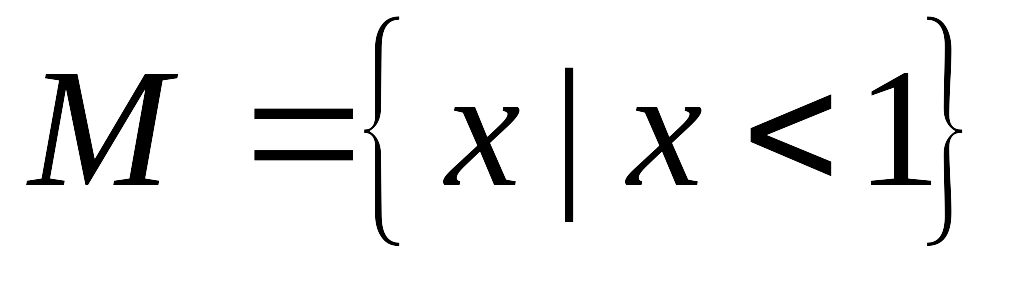 M = { x | x < 1 }